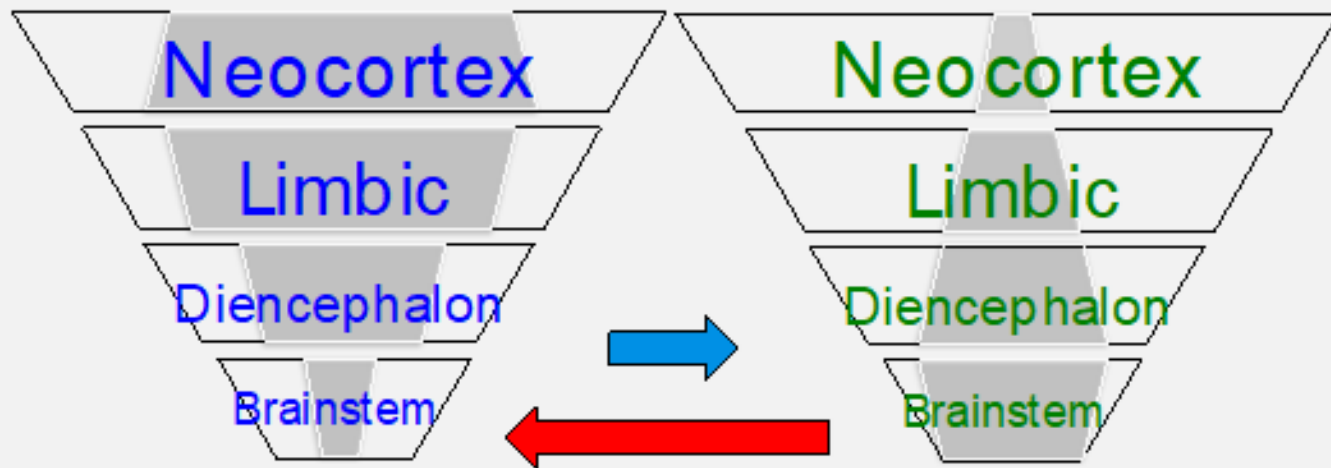 Neocortex
Limbic
Diencephalon
Brainstem
Neocortex
Limbic
Diencephalon
Brainstem